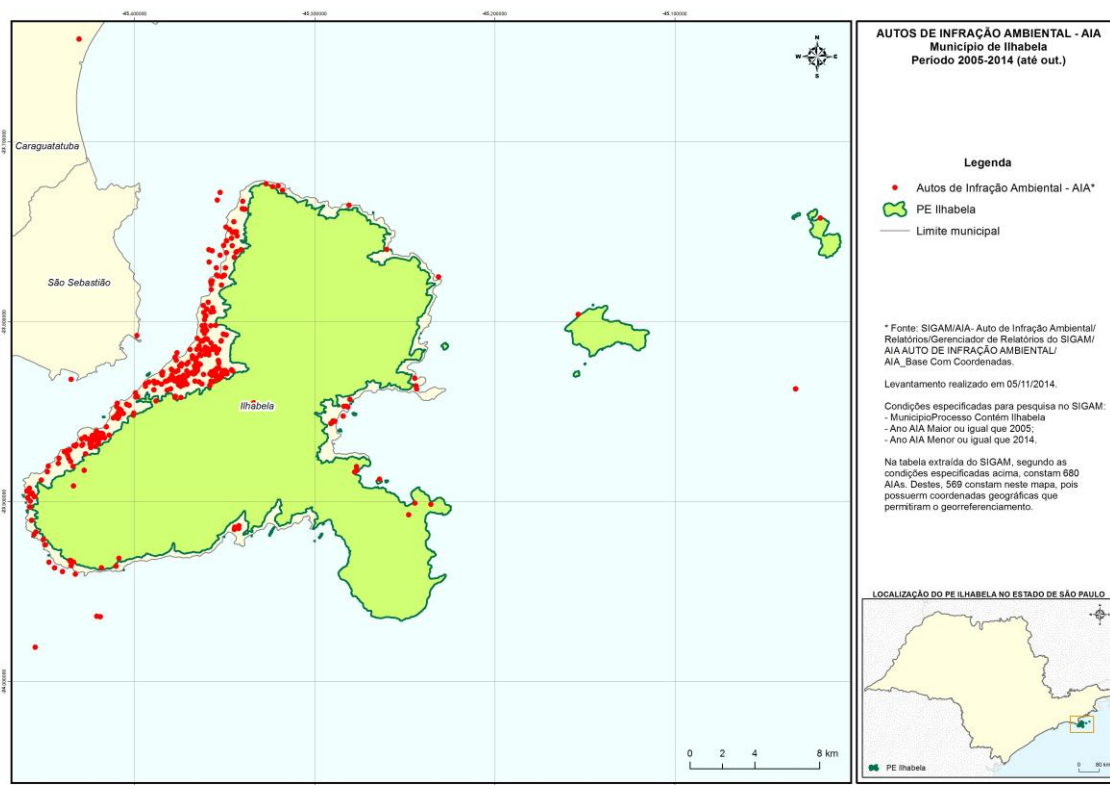 AUTOS DE INFRAÇÃO AMBIENTAL - AIA
Município de Ilhabela
Período 2005-2014 (até out.)
Legenda
Autos de Infração Ambiental - AIA*
PE Ilhabela
Limite municipal
* Fonte: SIGAM/AIA- Auto de Infração Ambiental/
Relatórios/Gerenciador de Relatórios do SIGAM/
AIA AUTO DE INFRAÇÃO AMBIENTAL/
AIA_Base Com Coordenadas.
Levantamento realizado em 05/11/2014.
Condições especificadas para pesquisa no SIGAM:
- MunicipioProcesso Contém Ilhabela
- Ano AIA Maior ou igual que 2005;
- Ano AIA Menor ou igual que 2014.
Na tabela extraída do SIGAM, segundo as
condições especificadas acima, constam 680
AIAs. Destes, 569 constam neste mapa, pois
possuerm coordenadas geográficas que
permitiram o georreferenciamento.
LOCALIZAÇÃO DO PE ILHABELA NO ESTADO DE SÃO PAULO
PE Ilhabela
0 80 km
Caraguatatuba
São Sebastião
Ilhabela
N
W E
S
0 2 4 8 km